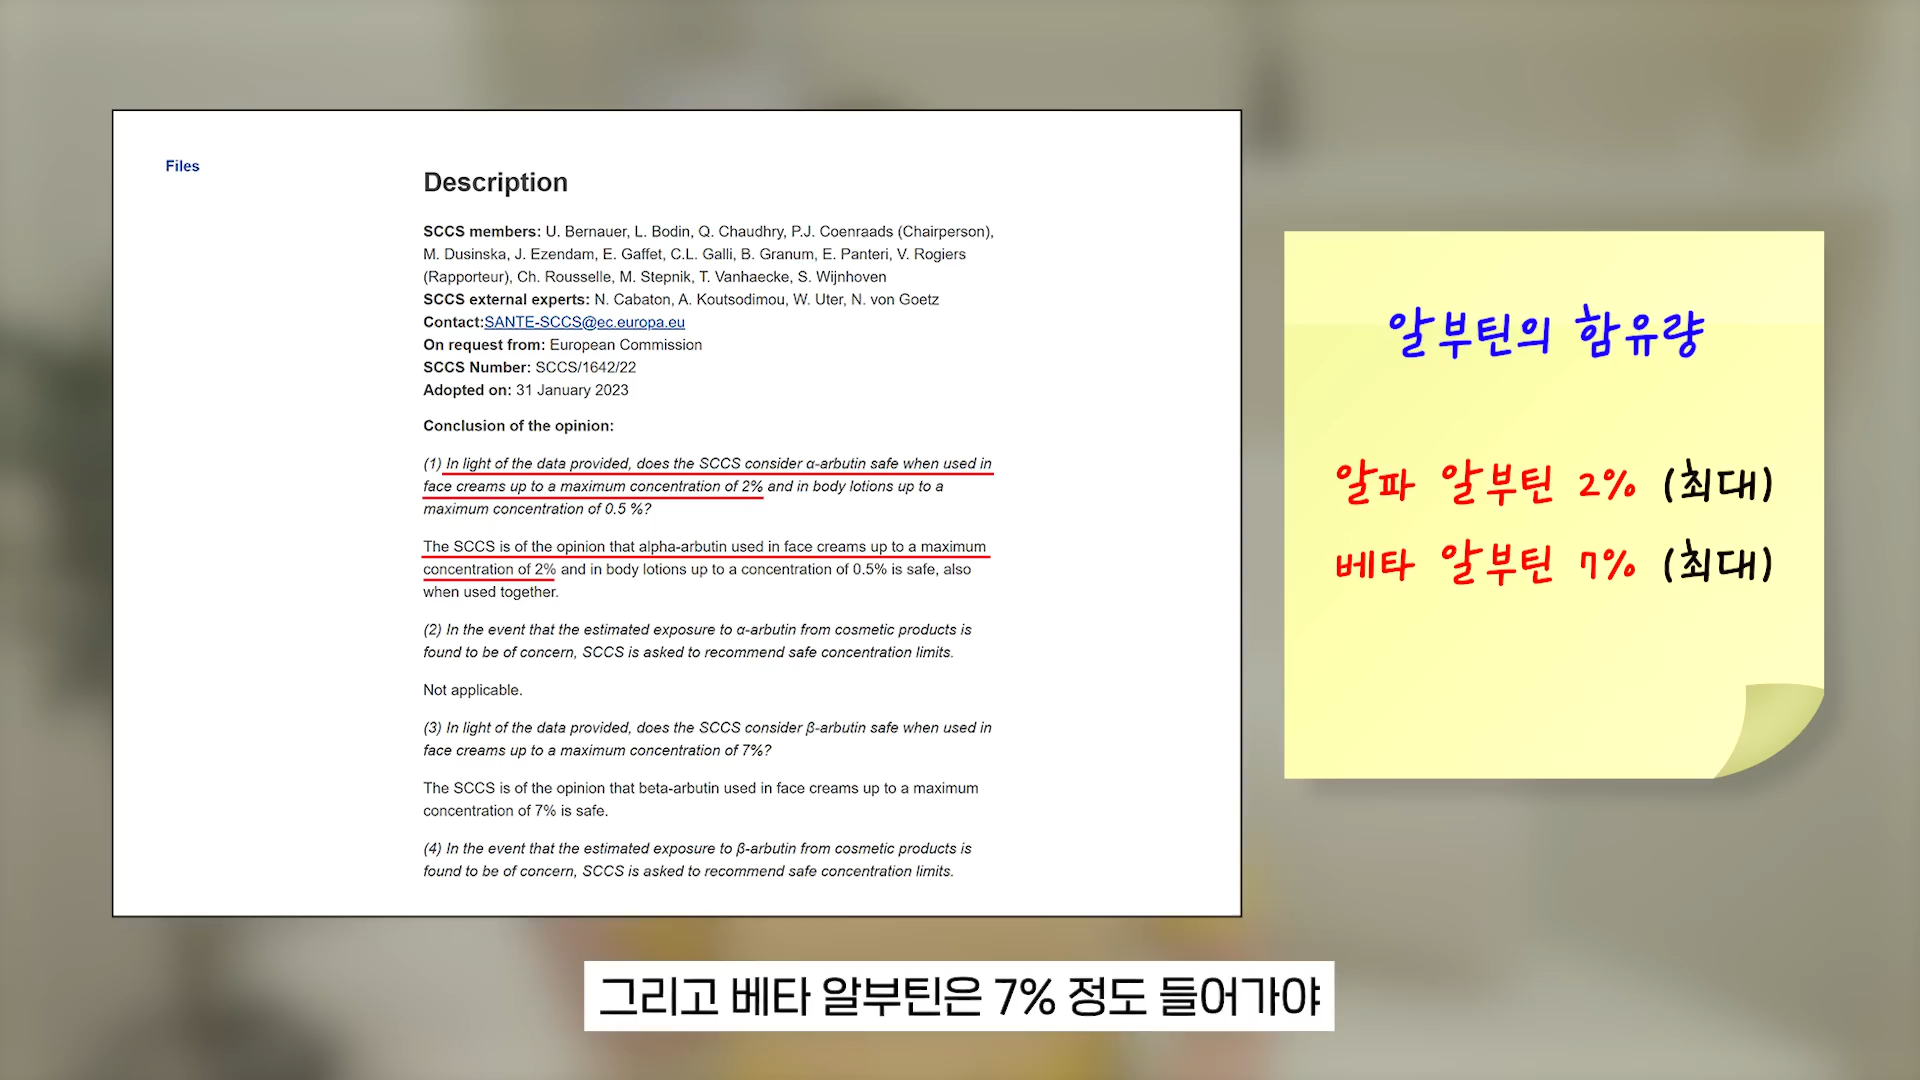 Files
Description
SCCS members: U. Bernauer, L. Bodin, Q. Chaudhry, P.J. Coenraads (Chairperson),
M. Dusinska, J. Ezendam, E. Gaffet, C.L. Galli, B. Granum, E. Panteri, V. Rogiers
(Rapporteur), Ch. Rousselle, M. Stepnik, T. Vanhaecke, S. Wijnhoven
SCCS external experts: N. Cabaton, A. Koutsodimou, W. Uter, N. von Goetz
Contact:SANTE-SCCS@ec.europa.eu
On request from: European Commission
SCCS Number: SCCS/1642/22
Adopted on: 31 January 2023
Conclusion of the opinion:
(1) In light of the data provided, does the SCCS consider α-arbutin safe when used in
face creams up to a maximum concentration of 2% and in body lotions up to a
maximum concentration of 0.5 %?
The SCCS is of the opinion that alpha-arbutin used in face creams up to a maximum
concentration of 2% and in body lotions up to a concentration of 0.5% is safe, also
when used together.
(2) In the event that the estimated exposure to α-arbutin from cosmetic products is
found to be of concern, SCCS is asked to recommend safe concentration limits.
Not applicable.
(3) In light of the data provided, does the SCCS consider β-arbutin safe when used in
face creams up to a maximum concentration of 7%?
The SCCS is of the opinion that beta-arbutin used in face creams up to a maximum
concentration of 7% is safe.
(4) In the event that the estimated exposure to β-arbutin from cosmetic products is
found to be of concern, SCCS is asked to recommend safe concentration limits.
알부틴의 함유량
알파 알부틴 2% (최대)
베타 알부틴 7% (최대)
그리고 베타 알부틴은 7% 정도 들어가야